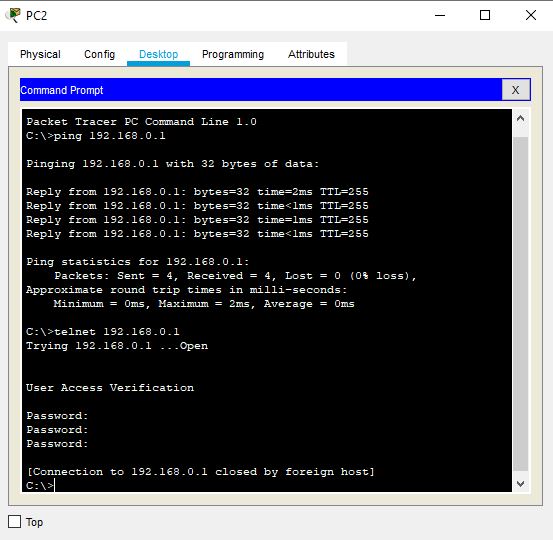 PC2
Physical Config Desktop Programming Attributes
Command Prompt
X
Packet Tracer PC Command Line 1.0
C:\>ping 192.168.0.1
Pinging 192.168.0.1 with 32 bytes of data:
Reply from 192.168.0.1: bytes=32 time=2ms TTL=255
Reply from 192.168.0.1: bytes=32 time<1ms TTL=255
Reply from 192.168.0.1: bytes=32 time=1ms TTL=255
Reply from 192.168.0.1: bytes=32 time<1ms TTL=255
Ping statistics for 192.168.0.1:
Packets: Sent = 4, Received = 4, Lost = 0 (0% loss),
Approximate round trip times in milli-seconds:
Minimum = 0ms, Maximum = 2ms, Average = 0ms
C:\>telnet 192.168.0.1
Trying 192.168.0.1 ...Open
User Access Verification
Password:
Password:
Password:
[Connection to 192.168.0.1 closed by foreign host]
C:\>
Top